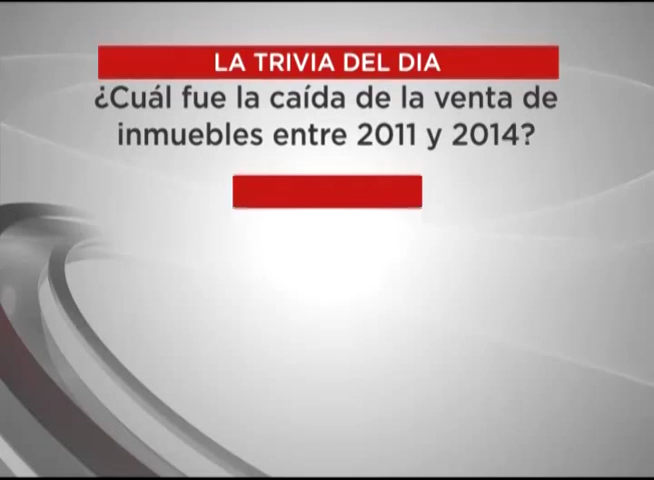 LA TRIVIA DEL DIA
¿Cuál fue la caída de la venta de
inmuebles entre 2011 y 2014?